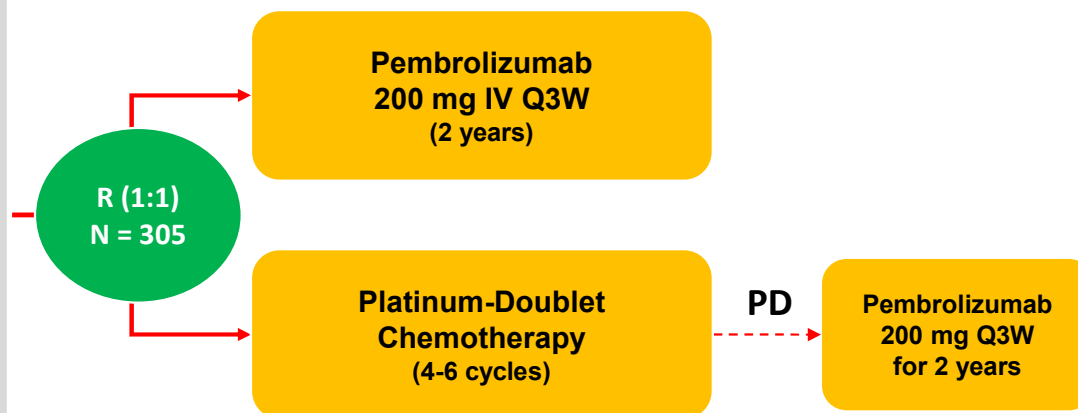 Pembrolizumab
200 mg IV Q3W
(2 years)
R (1:1)
N = 305
Platinum-Doublet
Chemotherapy
(4-6 cycles)
PD
Pembrolizumab
200 mg Q3W
for 2 years